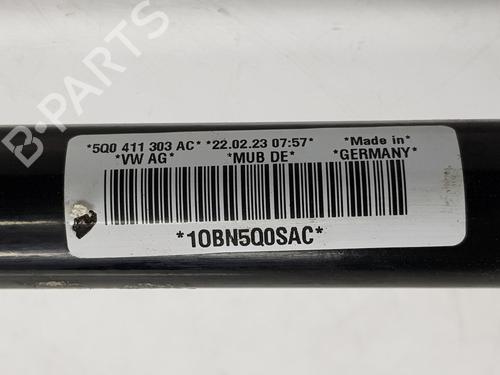 B-PARTS
*5Q0 411 303 AC* *22.02.23 07:57* *Made in*
*VW AG* *MUB DE* *GERMANY*
*10BN5Q0SAC*